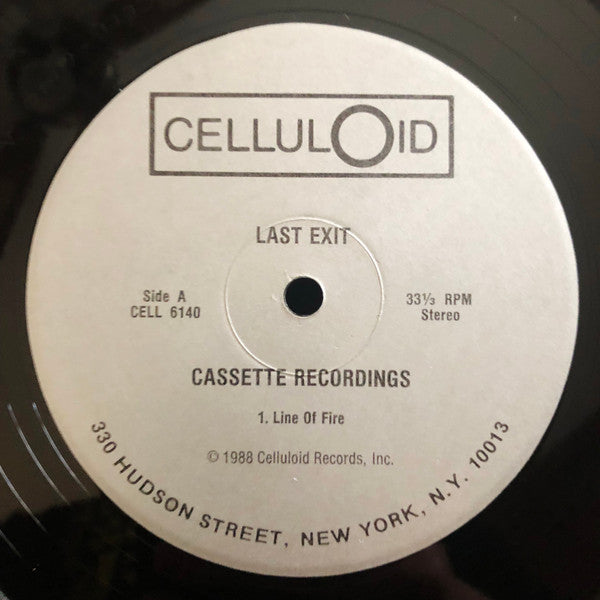 CELLULOID
LAST EXIT
Side A
CELL 6140
33⅓ RPM
Stereo
CASSETTE RECORDINGS
1. Line Of Fire
© 1988 Celluloid Records, Inc.
330 HUDSON STREET, NEW YORK, N.Y. 10013